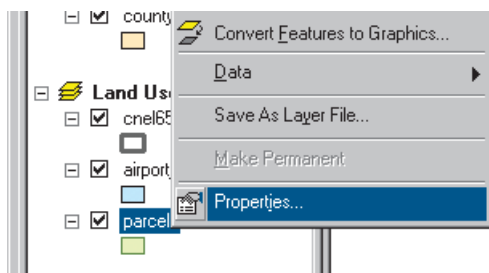 county
Convert Features to Graphics...
Data
Land Us
Save As Layer File...
cnel65
Make Permanent
airport
Properties...
parcel